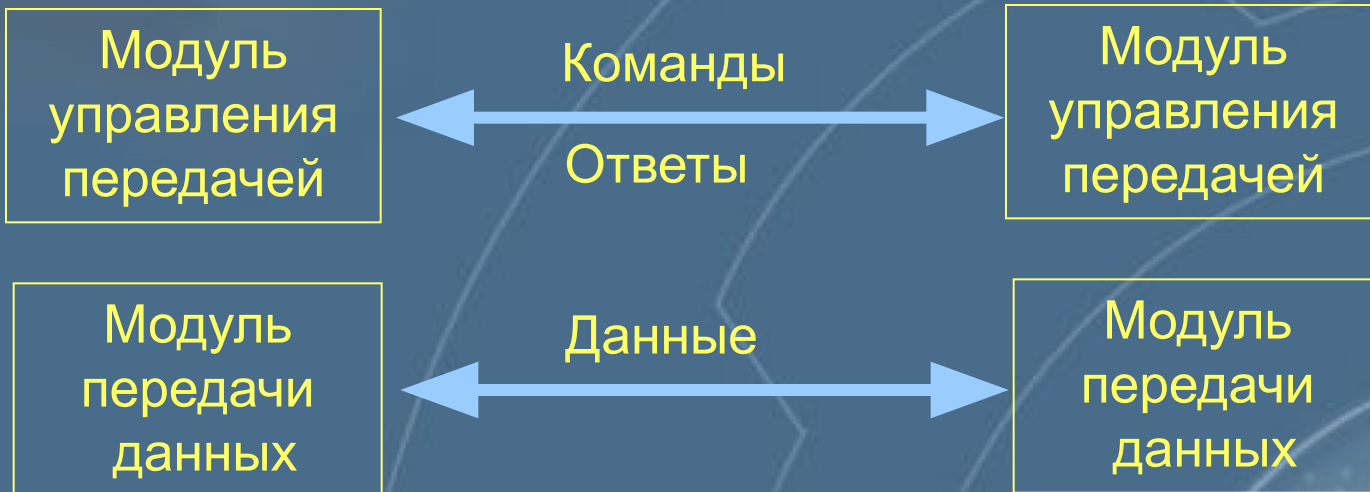 Модуль
управления
передачей
Команды
Ответы
Модуль
управления
передачей
Модуль
передачи
данных
Данные
Модуль
передачи
данных